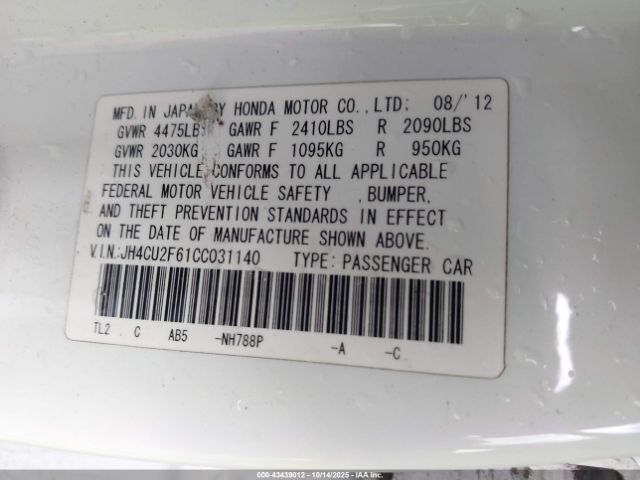 MFD. IN JAPAN BY HONDA MOTOR CO., LTD: 08/'12
GVWR 4475LBS GAWR F 2410LBS R 2090LBS
GVWR 2030KG GAWR F 1095KG R 950KG
THIS VEHICLE CONFORMS TO ALL APPLICABLE
FEDERAL MOTOR VEHICLE SAFETY , BUMPER,
AND THEFT PREVENTION STANDARDS IN EFFECT
ON THE DATE OF MANUFACTURE SHOWN ABOVE.
V.I.N.:JH4CU2F61CC031140 TYPE: PASSENGER CAR
TL2 C AB5 -NH788P -A -C
000-43439012 - 10/14/2025 - © IAA Inc.